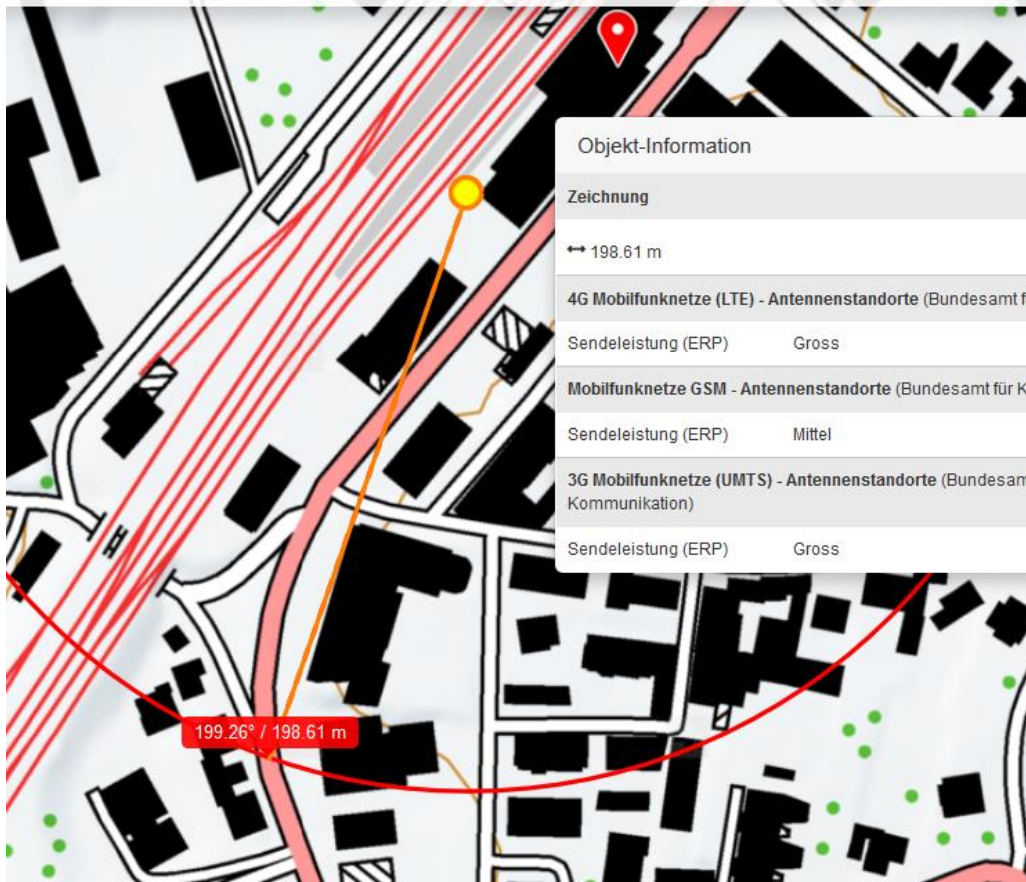 Objekt-Information
Zeichnung
↔ 198.61 m
4G Mobilfunknetze (LTE) - Antennenstandorte (Bundesamt f
Sendeleistung (ERP) Gross
Mobilfunknetze GSM - Antennenstandorte (Bundesamt für K
Sendeleistung (ERP) Mittel
3G Mobilfunknetze (UMTS) - Antennenstandorte (Bundesam
Kommunikation)
Sendeleistung (ERP) Gross
199.26° / 198.61 m